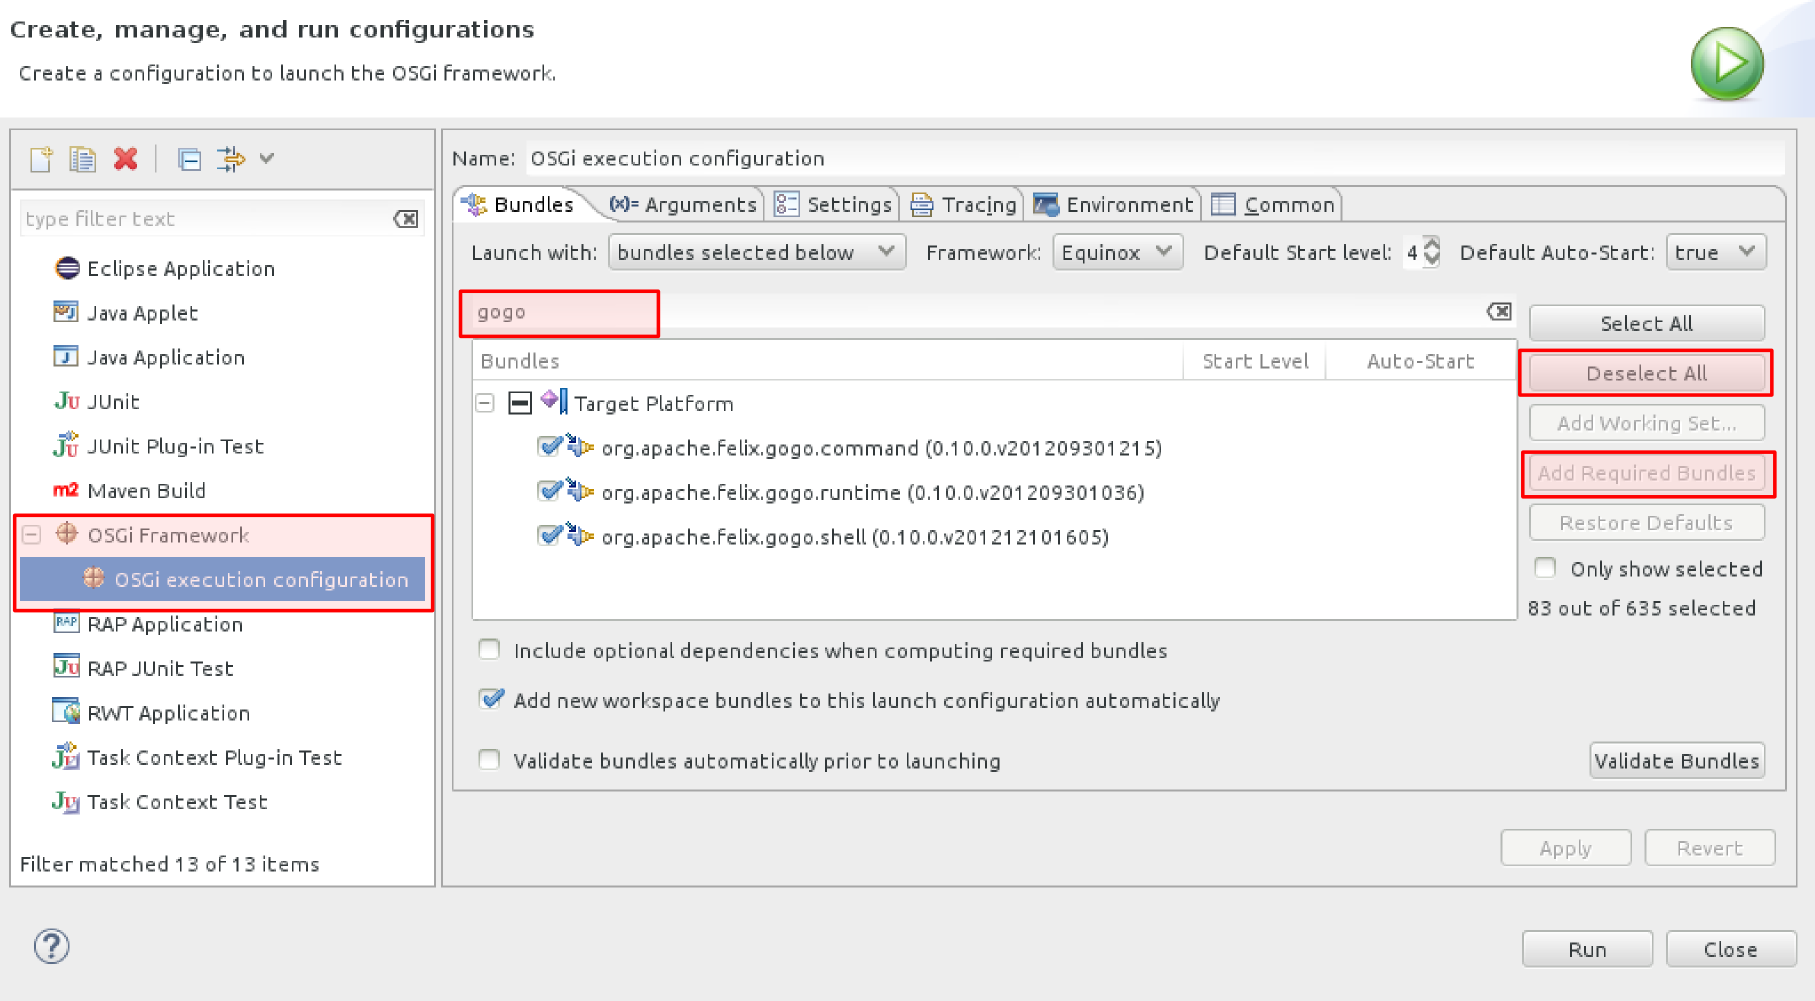 Create, manage, and run configurations
Create a configuration to launch the OSGi framework.
type filter text
Eclipse Application
Java Applet
Java Application
JUnit
JUnit Plug-in Test
m2 Maven Build
OSGi Framework
OSGi execution configuration
RAP Application
RAP JUnit Test
RWT Application
Task Context Plug-in Test
Task Context Test
Filter matched 13 of 13 items
Name: OSGi execution configuration
Bundles (x)= Arguments Settings Tracing Environment Common
Launch with: bundles selected below Framework: Equinox Default Start level: 4 Default Auto-Start: true
gogo
Bundles Start Level Auto-Start
Target Platform
org.apache.felix.gogo.command (0.10.0.v201209301215)
org.apache.felix.gogo.runtime (0.10.0.v201209301036)
org.apache.felix.gogo.shell (0.10.0.v201212101605)
Select All
Deselect All
Add Working Set...
Add Required Bundles
Restore Defaults
Only show selected
83 out of 635 selected
Include optional dependencies when computing required bundles
Add new workspace bundles to this launch configuration automatically
Validate bundles automatically prior to launching
Validate Bundles
Apply Revert
Run Close